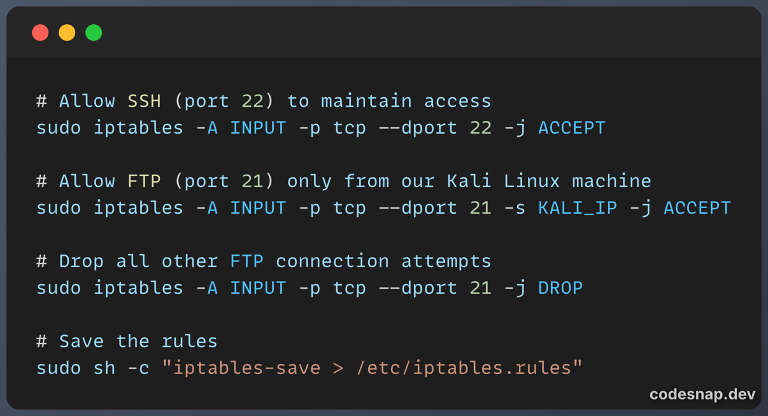 # Allow SSH (port 22) to maintain access
sudo iptables -A INPUT -p tcp --dport 22 -j ACCEPT
# Allow FTP (port 21) only from our Kali Linux machine
sudo iptables -A INPUT -p tcp --dport 21 -s KALI_IP -j ACCEPT
# Drop all other FTP connection attempts
sudo iptables -A INPUT -p tcp --dport 21 -j DROP
# Save the rules
sudo sh -c "iptables-save > /etc/iptables.rules"
codesnap.dev